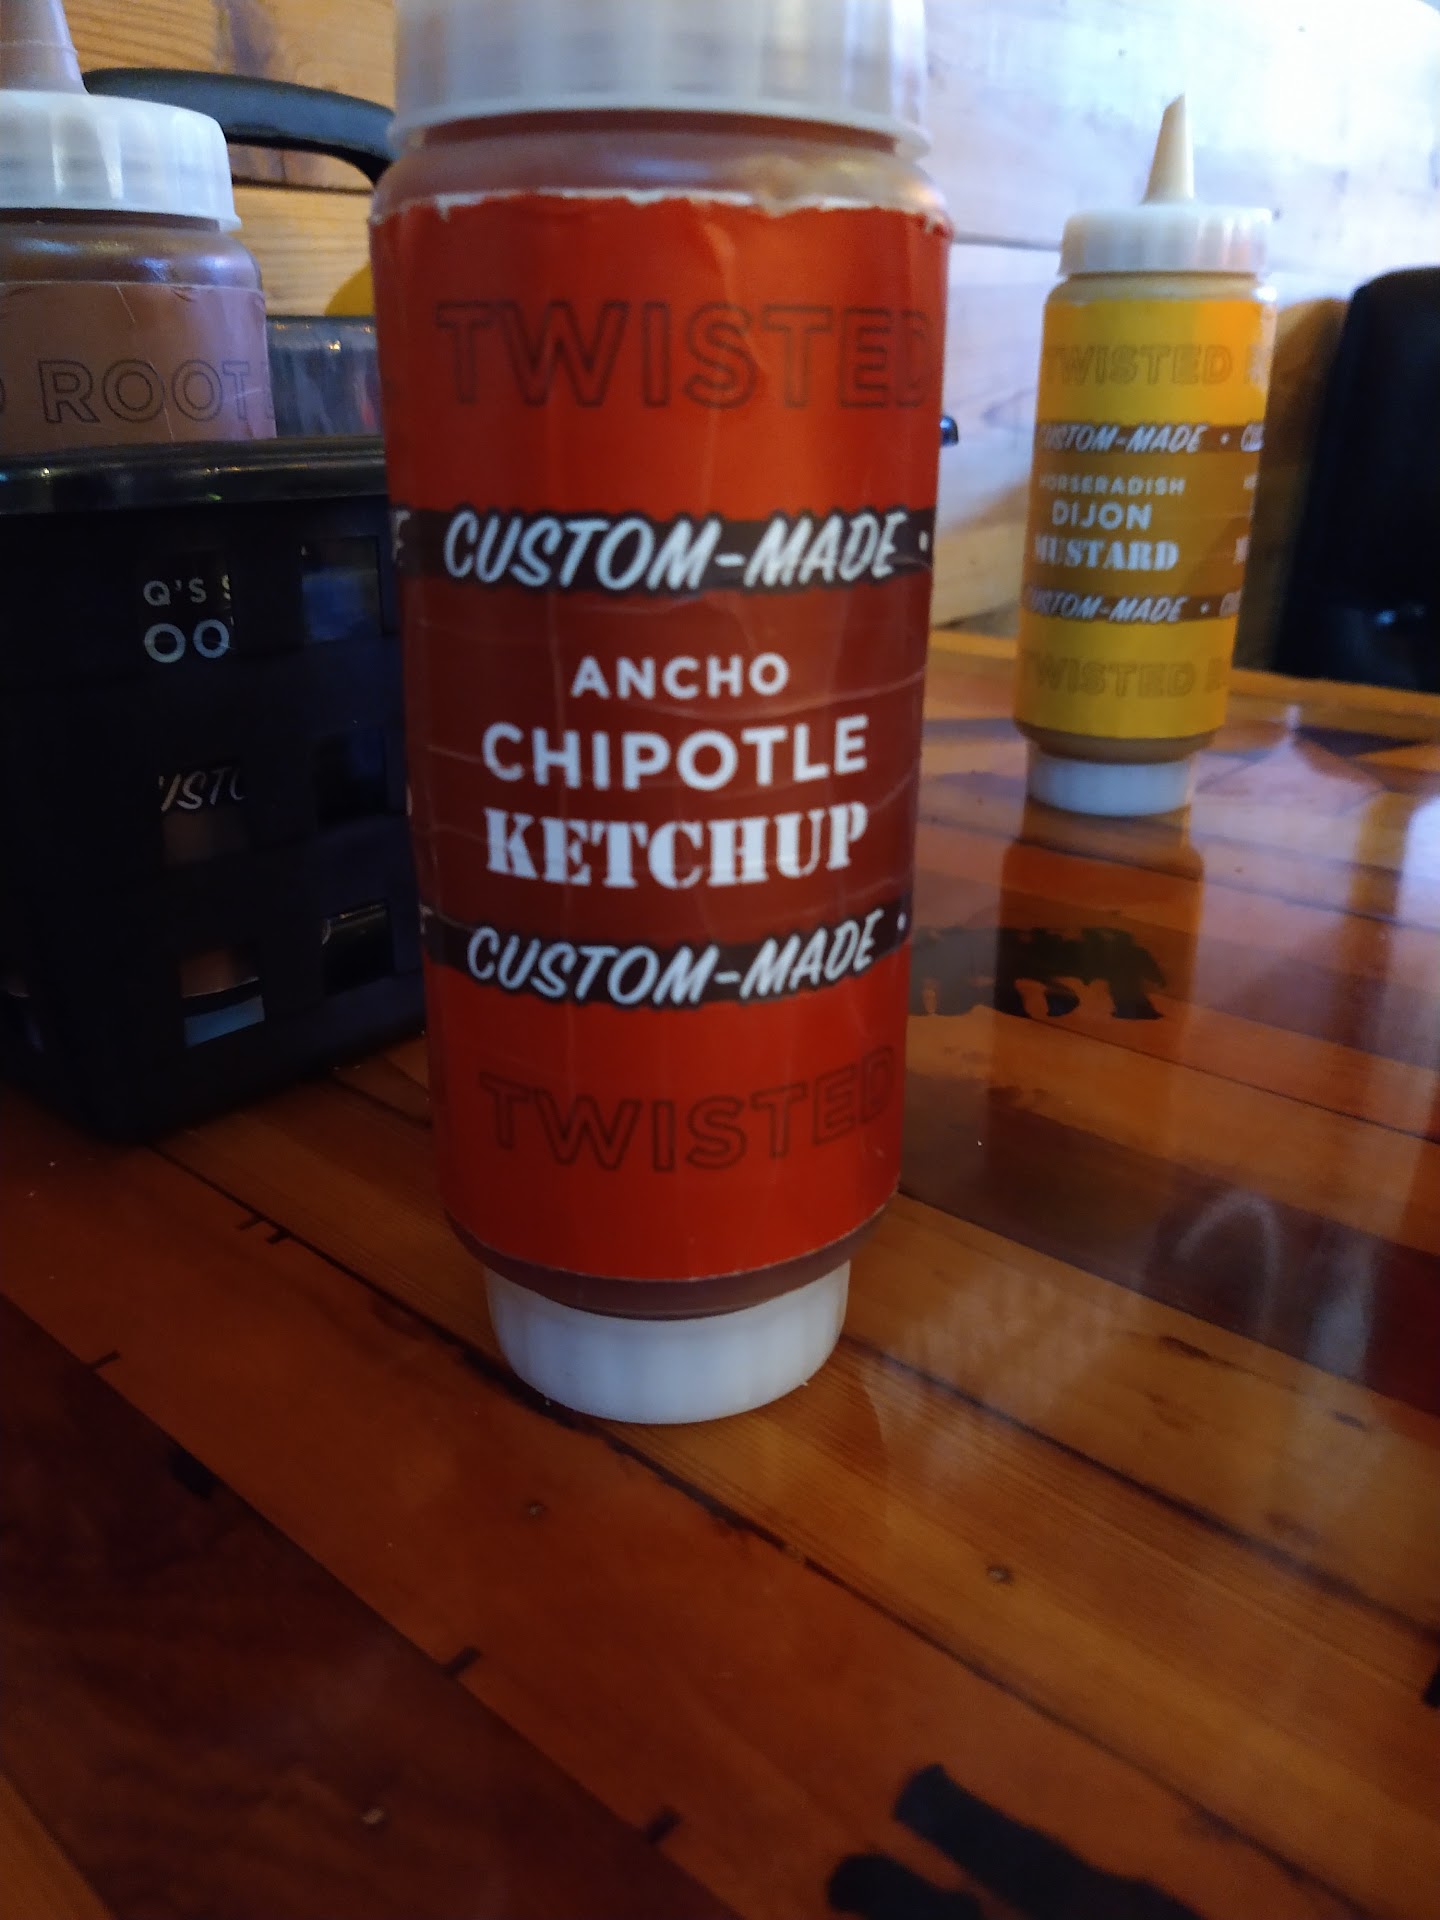 ROOT
TWISTED
CUSTOM-MADE •
ANCHO
CHIPOTLE
KETCHUP
CUSTOM-MADE •
TWISTED
TWISTED
CUSTOM-MADE •
HORSERADISH
DIJON
MUSTARD
CUSTOM-MADE •
TWISTED
Q'S